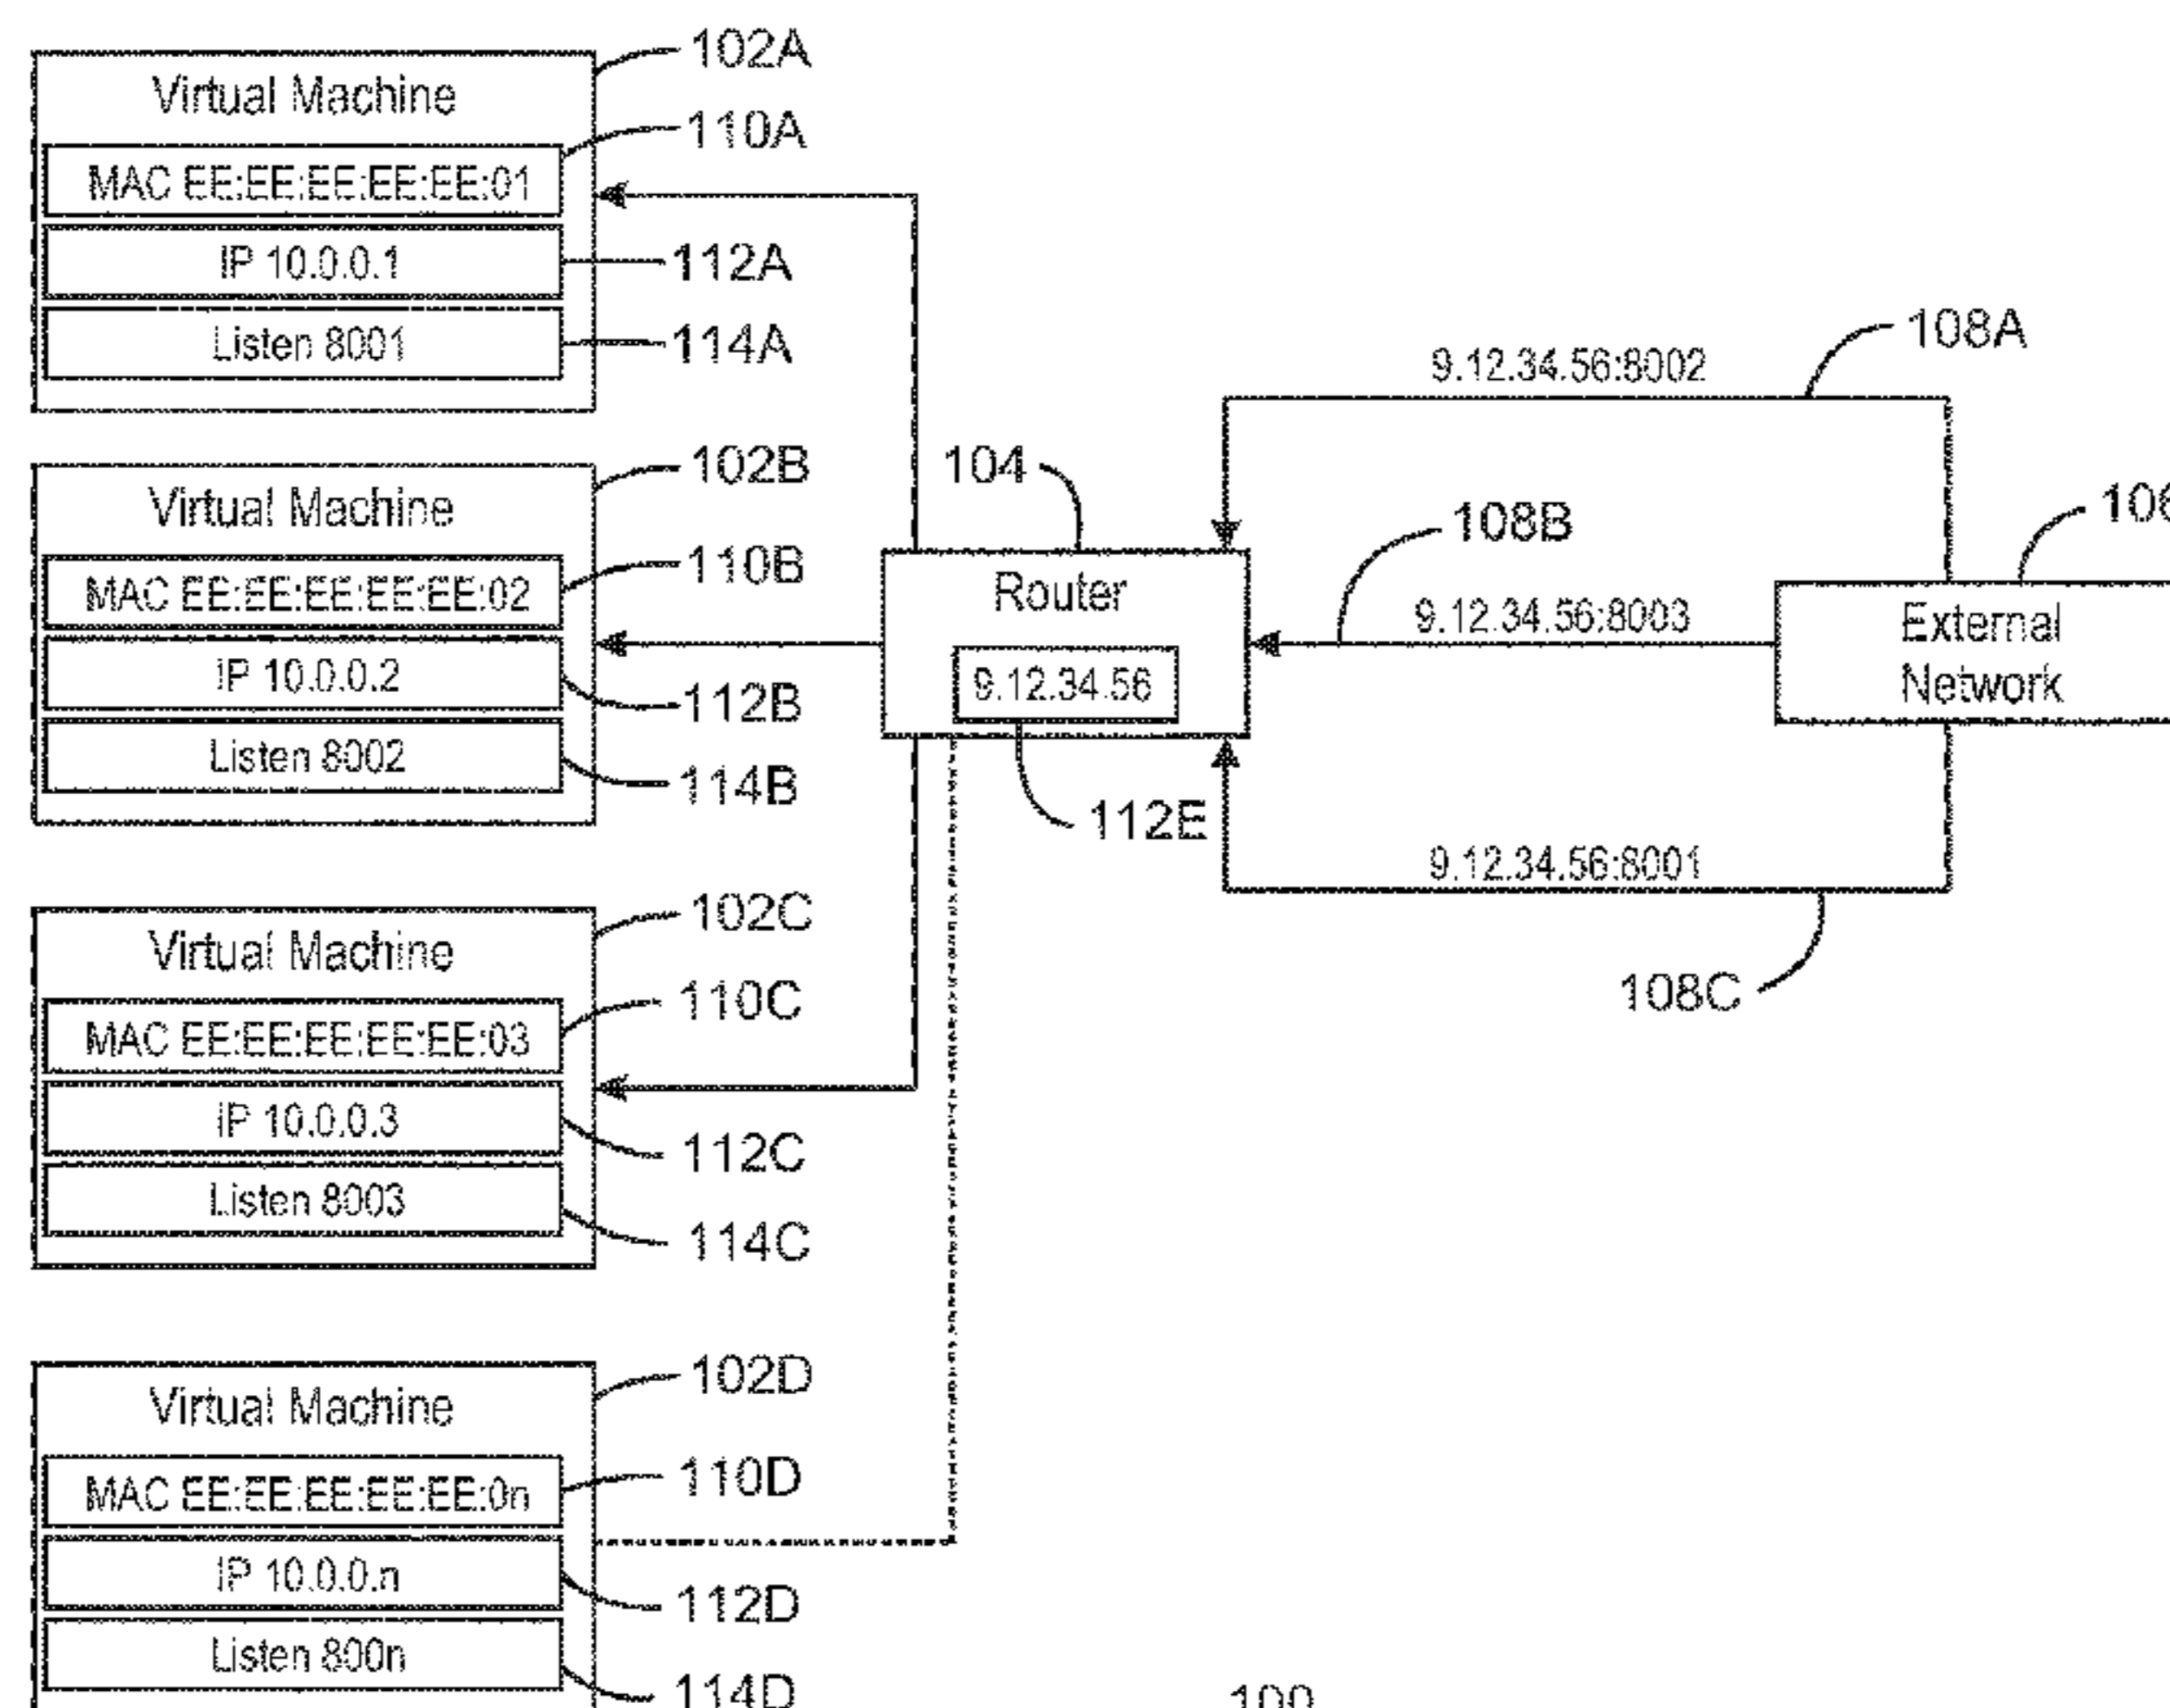 102A
Virtual Machine
110A
MAC EE:EE:EE:EE:EE:01
IP 10.0.0.1
112A
Listen 8001
114A
102B
Virtual Machine
110B
MAC EE:EE:EE:EE:EE:02
IP 10.0.0.2
112B
Listen 8002
114B
102C
Virtual Machine
110C
MAC EE:EE:EE:EE:EE:03
IP 10.0.0.3
112C
Listen 8003
114C
102D
Virtual Machine
110D
MAC EE:EE:EE:EE:EE:0n
IP 10.0.0.n
112D
Listen 800n
114D
104
Router
9.12.34.56
112E
108A
9.12.34.56:8002
108B
9.12.34.56:8003
9.12.34.56:8001
108C
106
External
Network
100